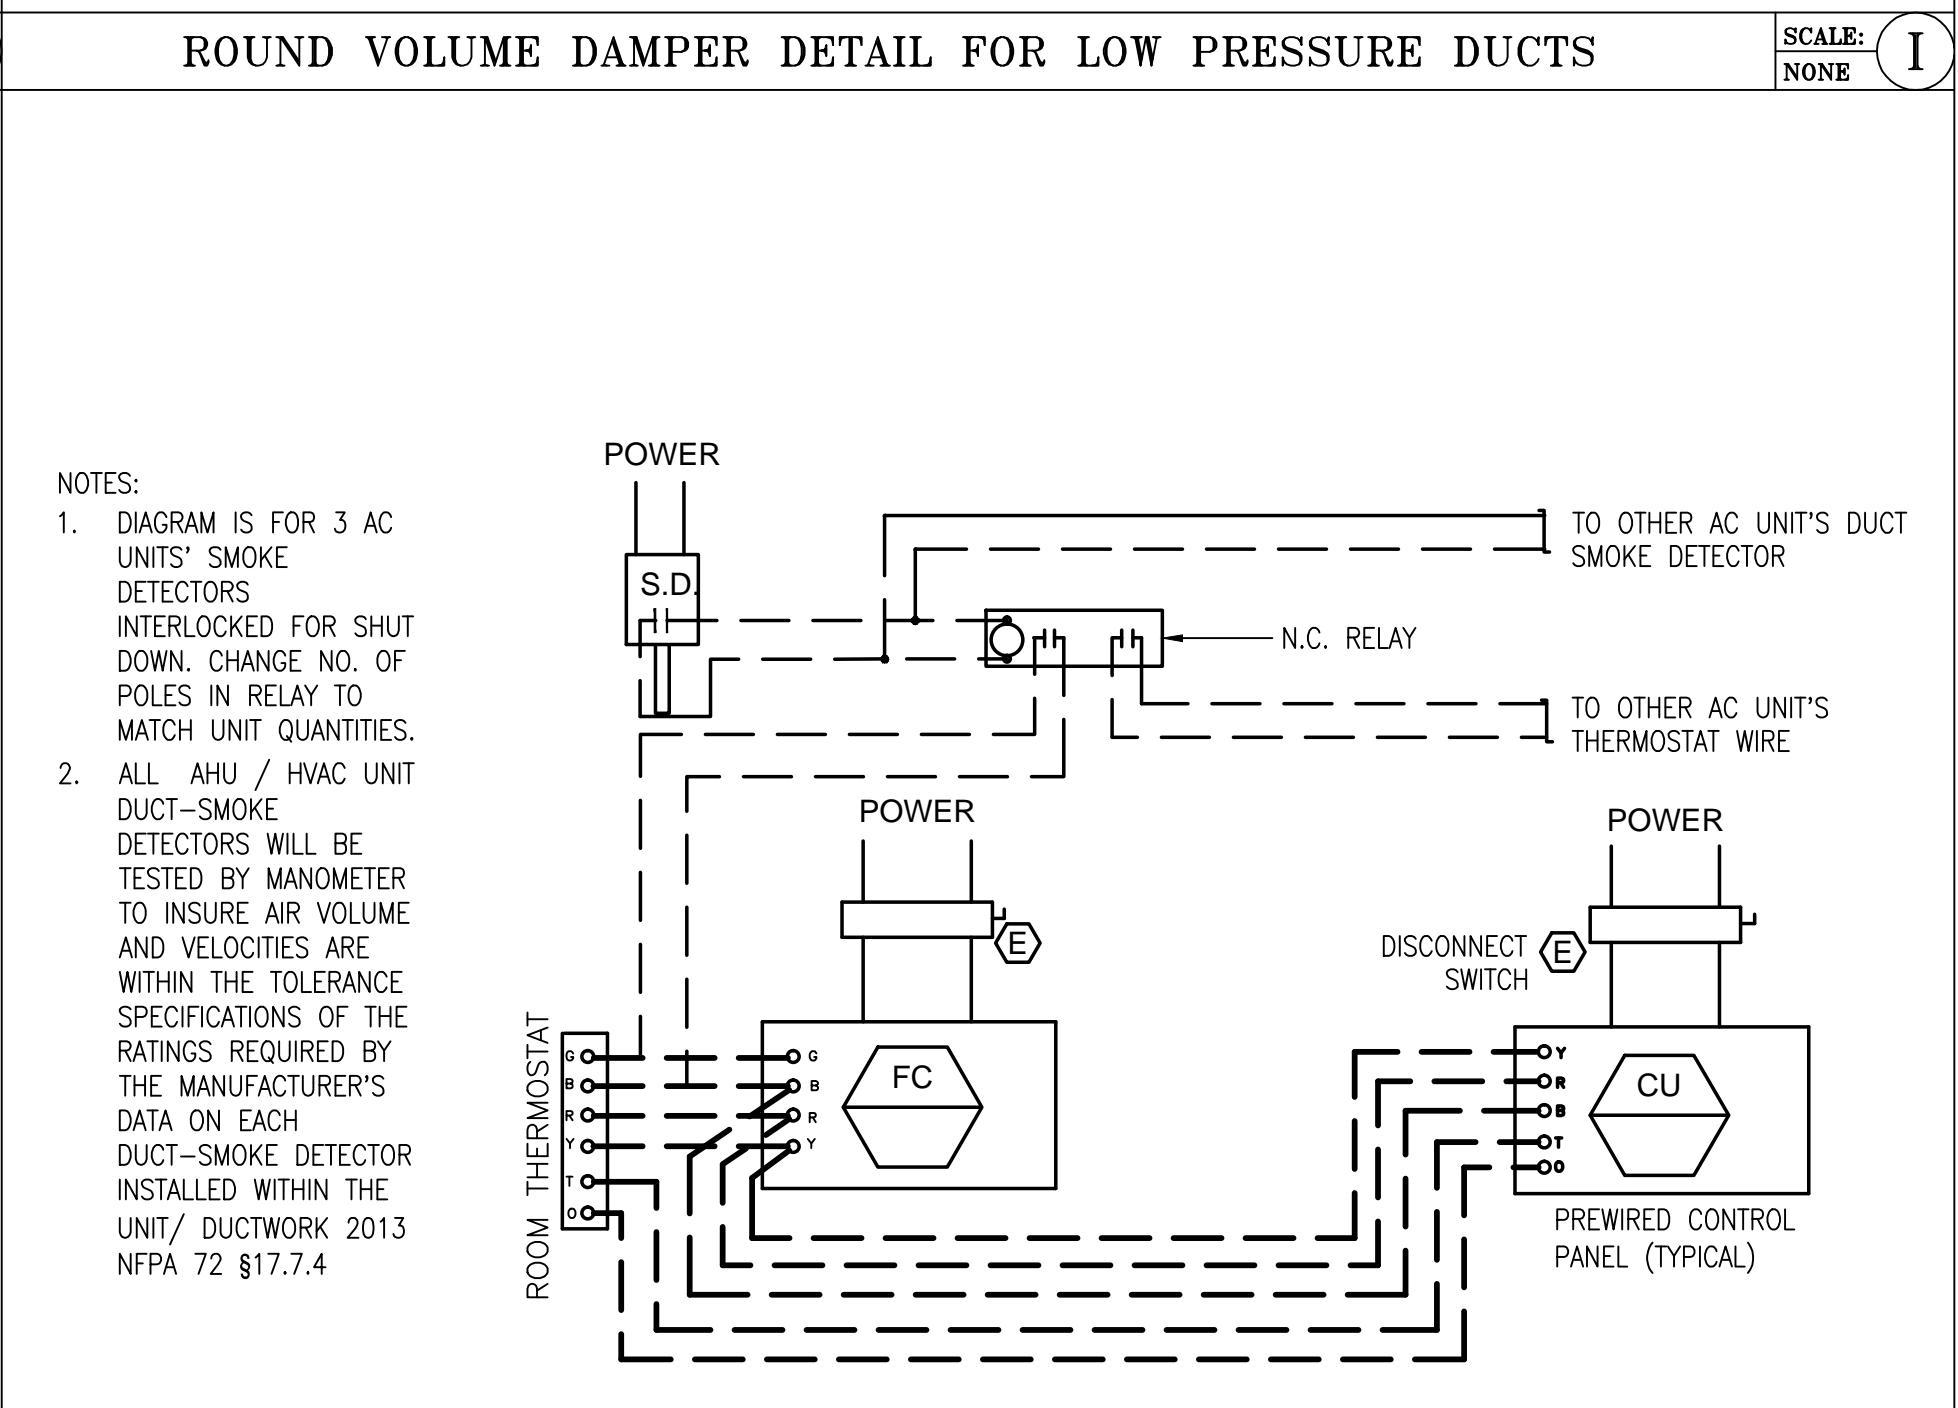 ROUND VOLUME DAMPER DETAIL FOR LOW PRESSURE DUCTS
SCALE:
NONE
I
NOTES:
1. DIAGRAM IS FOR 3 AC
UNITS' SMOKE
DETECTORS
INTERLOCKED FOR SHUT
DOWN. CHANGE NO. OF
POLES IN RELAY TO
MATCH UNIT QUANTITIES.
2. ALL AHU / HVAC UNIT
DUCT-SMOKE
DETECTORS WILL BE
TESTED BY MANOMETER
TO INSURE AIR VOLUME
AND VELOCITIES ARE
WITHIN THE TOLERANCE
SPECIFICATIONS OF THE
RATINGS REQUIRED BY
THE MANUFACTURER'S
DATA ON EACH
DUCT-SMOKE DETECTOR
INSTALLED WITHIN THE
UNIT/ DUCTWORK 2013
NFPA 72 §17.7.4
POWER
S.D.
TO OTHER AC UNIT'S DUCT
SMOKE DETECTOR
N.C. RELAY
TO OTHER AC UNIT'S
THERMOSTAT WIRE
POWER
E
POWER
DISCONNECT
SWITCH
E
ROOM THERMOSTAT
G
B
R
Y
T
O
G
B
R
Y
FC
Y
R
B
T
O
CU
PREWIRED CONTROL
PANEL (TYPICAL)